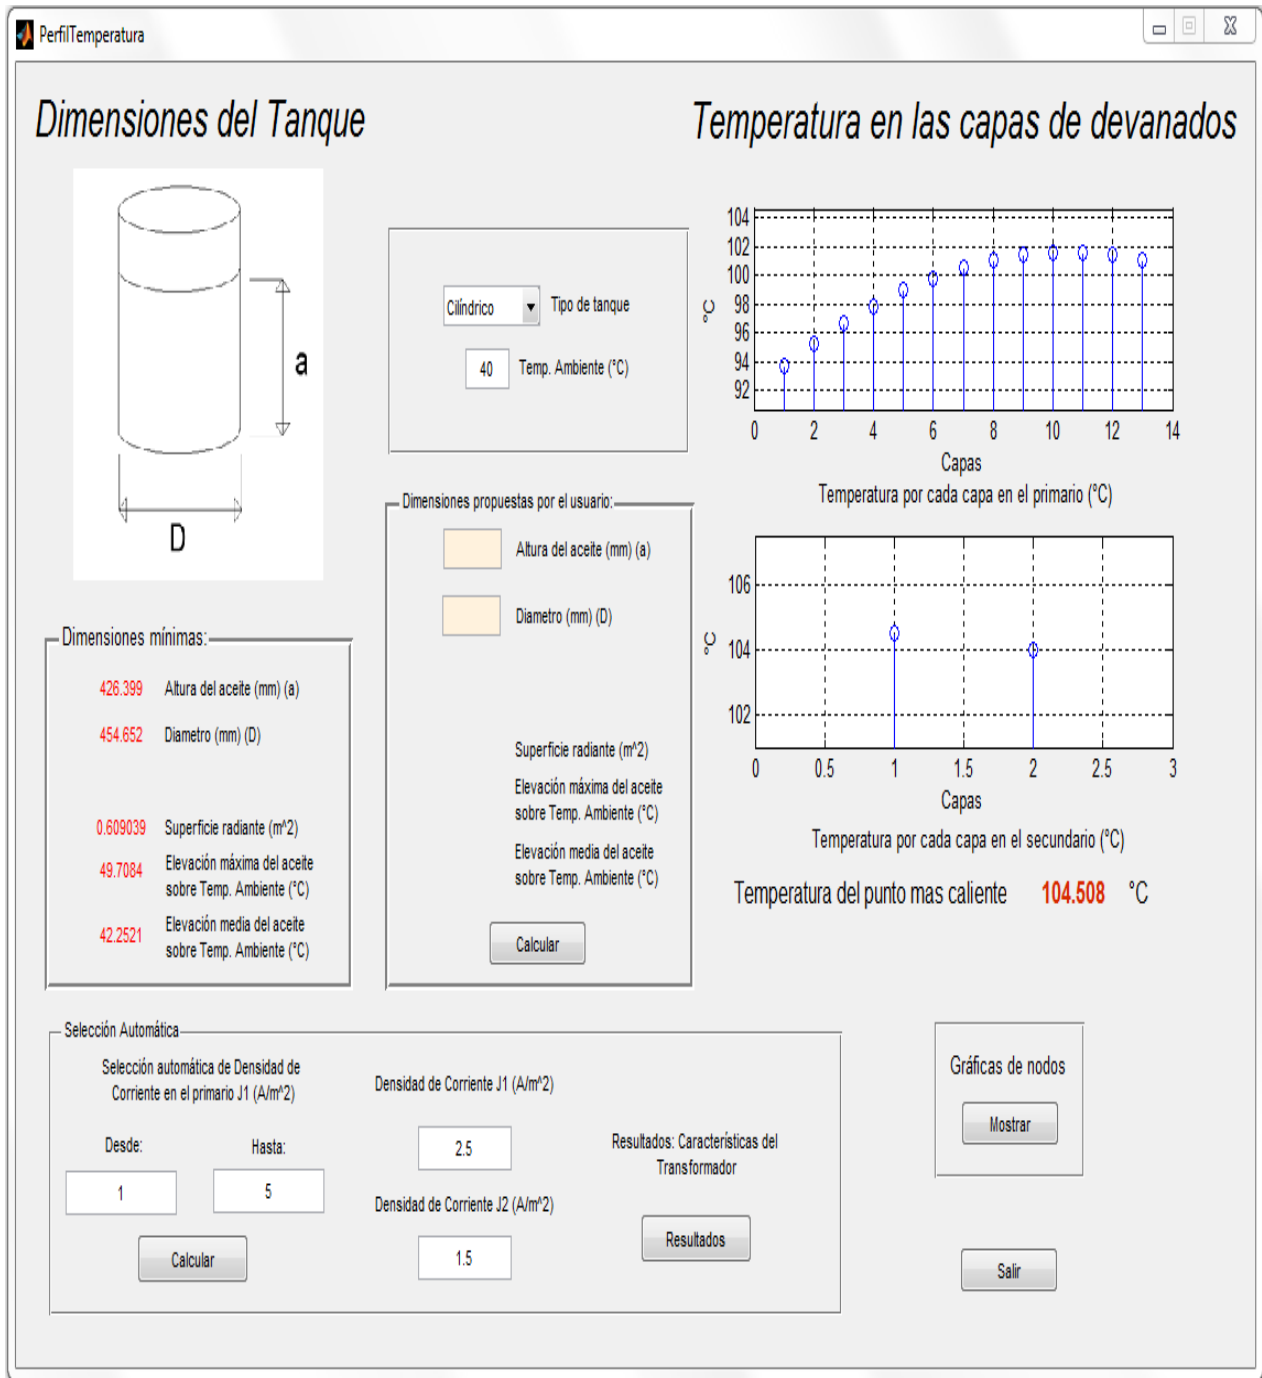 PerfilTemperatura
Dimensiones del Tanque
a
D
Dimensiones mínimas:
426.399 Altura del aceite (mm) (a)
454.652 Diametro (mm) (D)
0.609039 Superficie radiante (m^2)
49.7084 Elevación máxima del aceite
sobre Temp. Ambiente (°C)
42.2521 Elevación media del aceite
sobre Temp. Ambiente (°C)
Cilíndrico Tipo de tanque
40 Temp. Ambiente (°C)
Dimensiones propuestas por el usuario:
Altura del aceite (mm) (a)
Diametro (mm) (D)
Superficie radiante (m^2)
Elevación máxima del aceite
sobre Temp. Ambiente (°C)
Elevación media del aceite
sobre Temp. Ambiente (°C)
Calcular
Temperatura en las capas de devanados
104
102
100
98
96
94
92
°C
0 2 4 6 8 10 12 14
Capas
Temperatura por cada capa en el primario (°C)
106
104
102
°C
0 0.5 1 1.5 2 2.5 3
Capas
Temperatura por cada capa en el secundario (°C)
Temperatura del punto mas caliente 104.508 °C
Selección Automática
Selección automática de Densidad de
Corriente en el primario J1 (A/m^2)
Desde: Hasta:
1 5
Calcular
Densidad de Corriente J1 (A/m^2)
2.5
Densidad de Corriente J2 (A/m^2)
1.5
Resultados: Características del
Transformador
Resultados
Gráficas de nodos
Mostrar
Salir